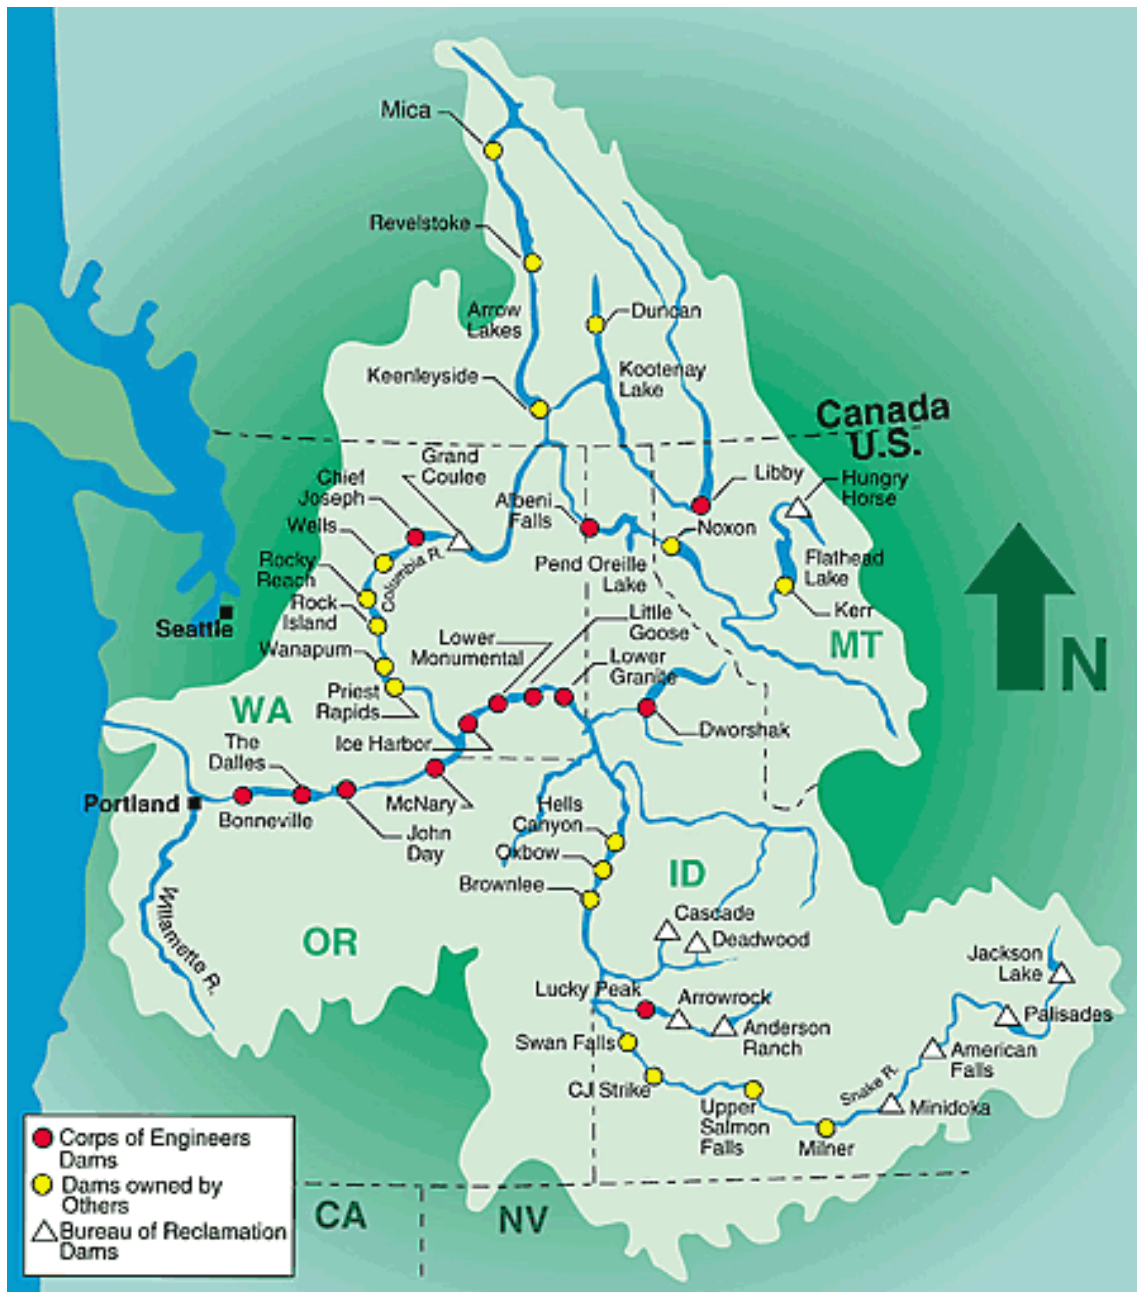 Mica
Revelstoke
Arrow
Lakes
Duncan
Kootenay
Lake
Keenleyside
Canada
U.S.
Grand
Coulee
Chief
Joseph
Libby
Hungry
Horse
Albeni
Falls
Wells
Noxon
Columbia R.
Rocky
Reach
Pend Oreille
Lake
Flathead
Lake
Rock
Island
Kerr
Seattle
Little
Goose
Lower
Monumental
MT
N
Wanapum
Lower
Granite
Priest
Rapids
WA
Ice Harbor
Dworshak
The
Dalles
Portland
McNary
Bonneville
John
Day
Hells
Canyon
Oxbow
Brownlee
ID
Willamette R.
OR
Cascade
Deadwood
Jackson
Lake
Lucky Peak
Arrowrock
Anderson
Ranch
Palisades
Swan Falls
American
Falls
CJ Strike
Snake R.
Minidoka
Upper
Salmon
Falls
Milner
Corps of Engineers
Dams
Dams owned by
Others
Bureau of Reclamation
Dams
CA
NV